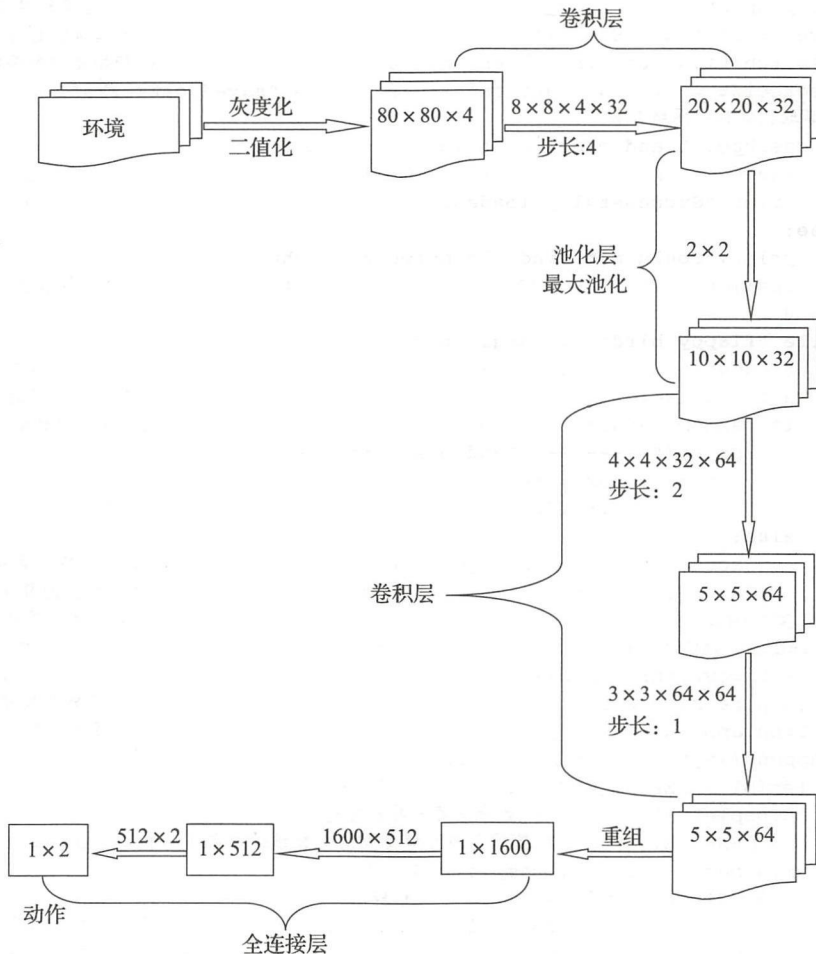 卷积层
环境
灰度化
二值化
80×80×4
8×8×4×32
步长:4
20×20×32
池化层
最大池化
2×2
10×10×32
4×4×32×64
步长：2
卷积层
5×5×64
3×3×64×64
步长：1
5×5×64
重组
1×1600
1600×512
1×512
512×2
1×2
动作
全连接层